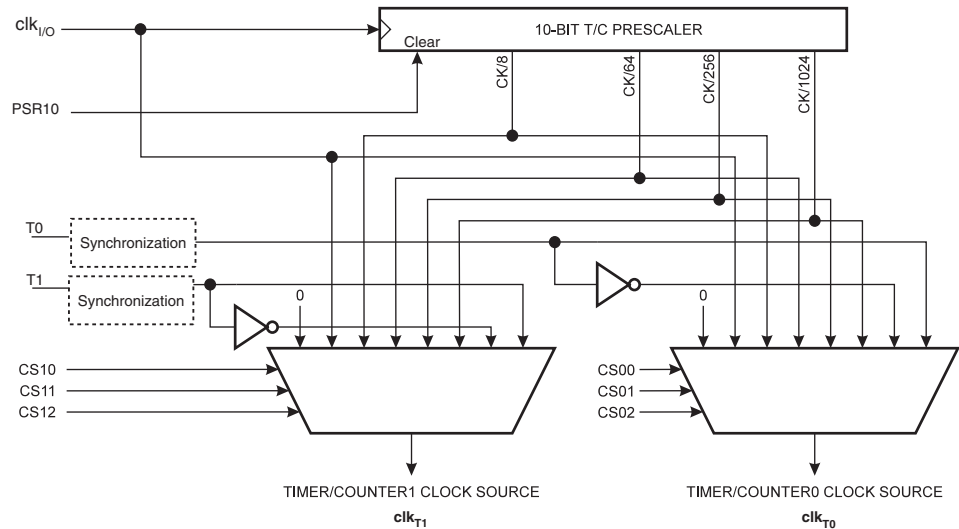 clkI/O
10-BIT T/C PRESCALER
Clear
CK/8
CK/64
CK/256
CK/1024
PSR10
T0
Synchronization
T1
Synchronization
0
0
CS10
CS11
CS12
CS00
CS01
CS02
TIMER/COUNTER1 CLOCK SOURCE
clkT1
TIMER/COUNTER0 CLOCK SOURCE
clkT0